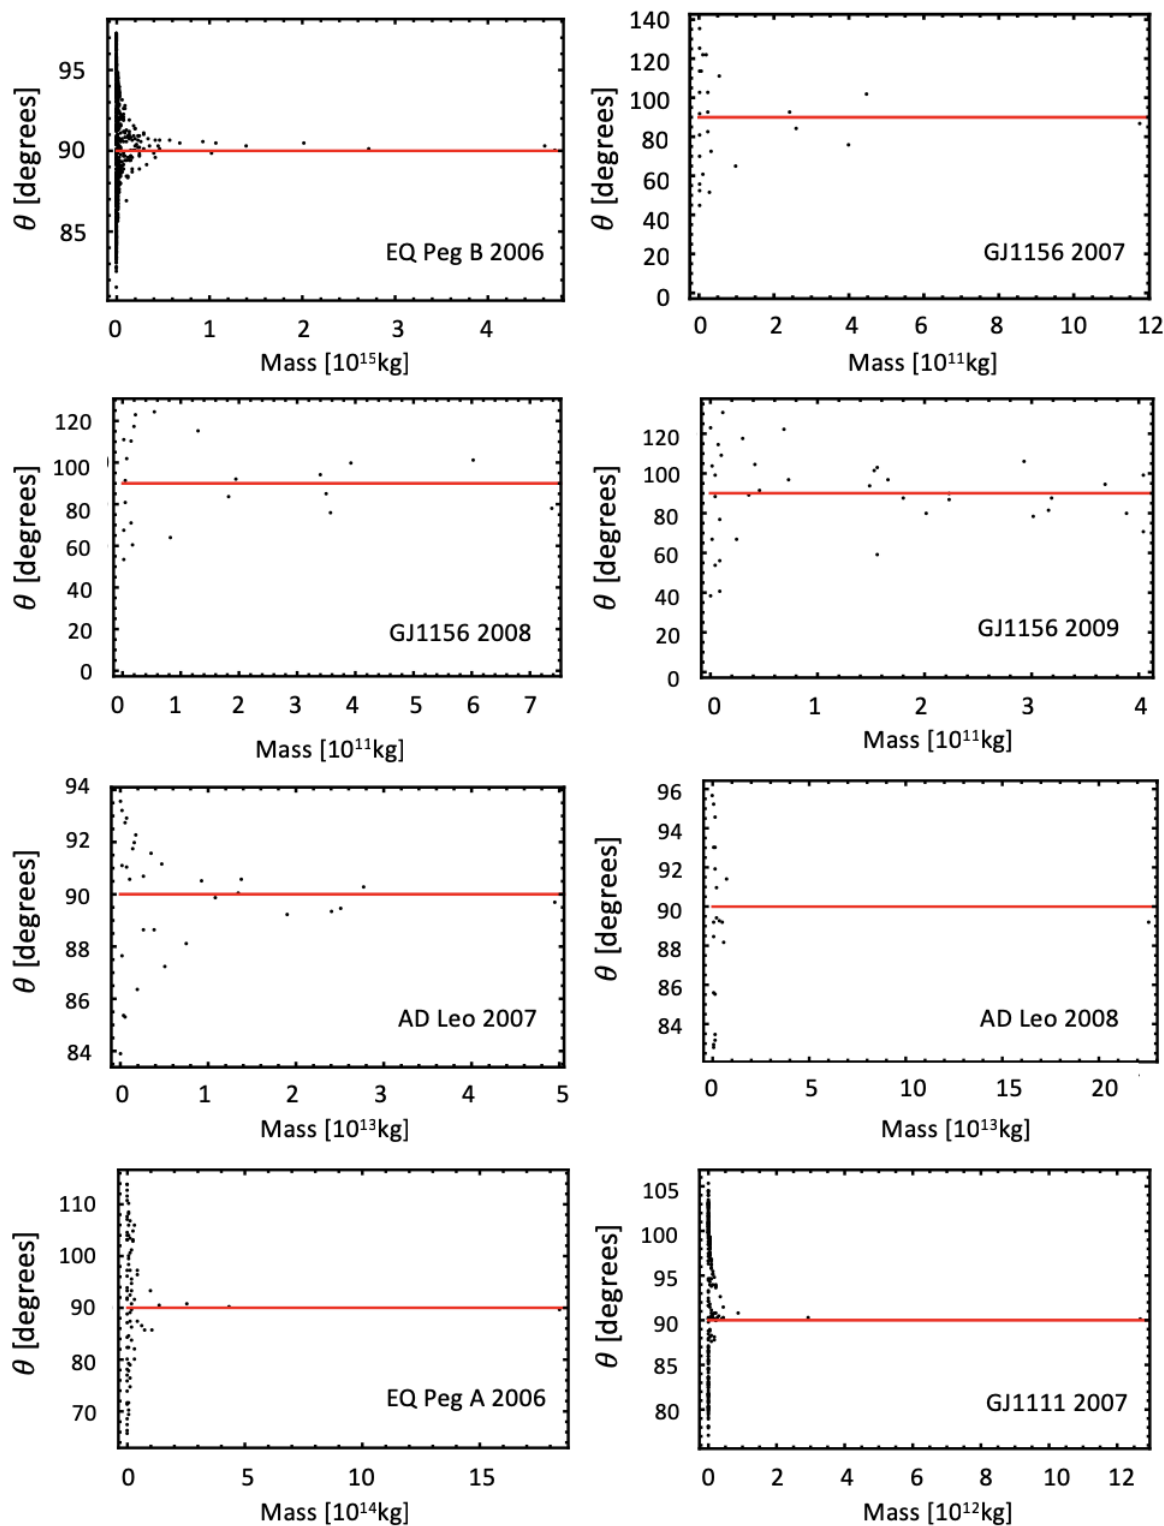 95
90
85
θ [degrees]
EQ Peg B 2006
0 1 2 3 4
Mass [10¹⁵kg]
140
120
100
80
60
40
20
0
θ [degrees]
GJ1156 2007
0 2 4 6 8 10 12
Mass [10¹¹kg]
120
100
80
60
40
20
0
θ [degrees]
GJ1156 2008
0 1 2 3 4 5 6 7
Mass [10¹¹kg]
120
100
80
60
40
20
0
θ [degrees]
GJ1156 2009
0 1 2 3 4
Mass [10¹¹kg]
94
92
90
88
86
84
θ [degrees]
AD Leo 2007
0 1 2 3 4 5
Mass [10¹³kg]
96
94
92
90
88
86
84
θ [degrees]
AD Leo 2008
0 5 10 15 20
Mass [10¹³kg]
110
100
90
80
70
θ [degrees]
EQ Peg A 2006
0 5 10 15
Mass [10¹⁴kg]
105
100
95
90
85
80
θ [degrees]
GJ1111 2007
0 2 4 6 8 10 12
Mass [10¹²kg]